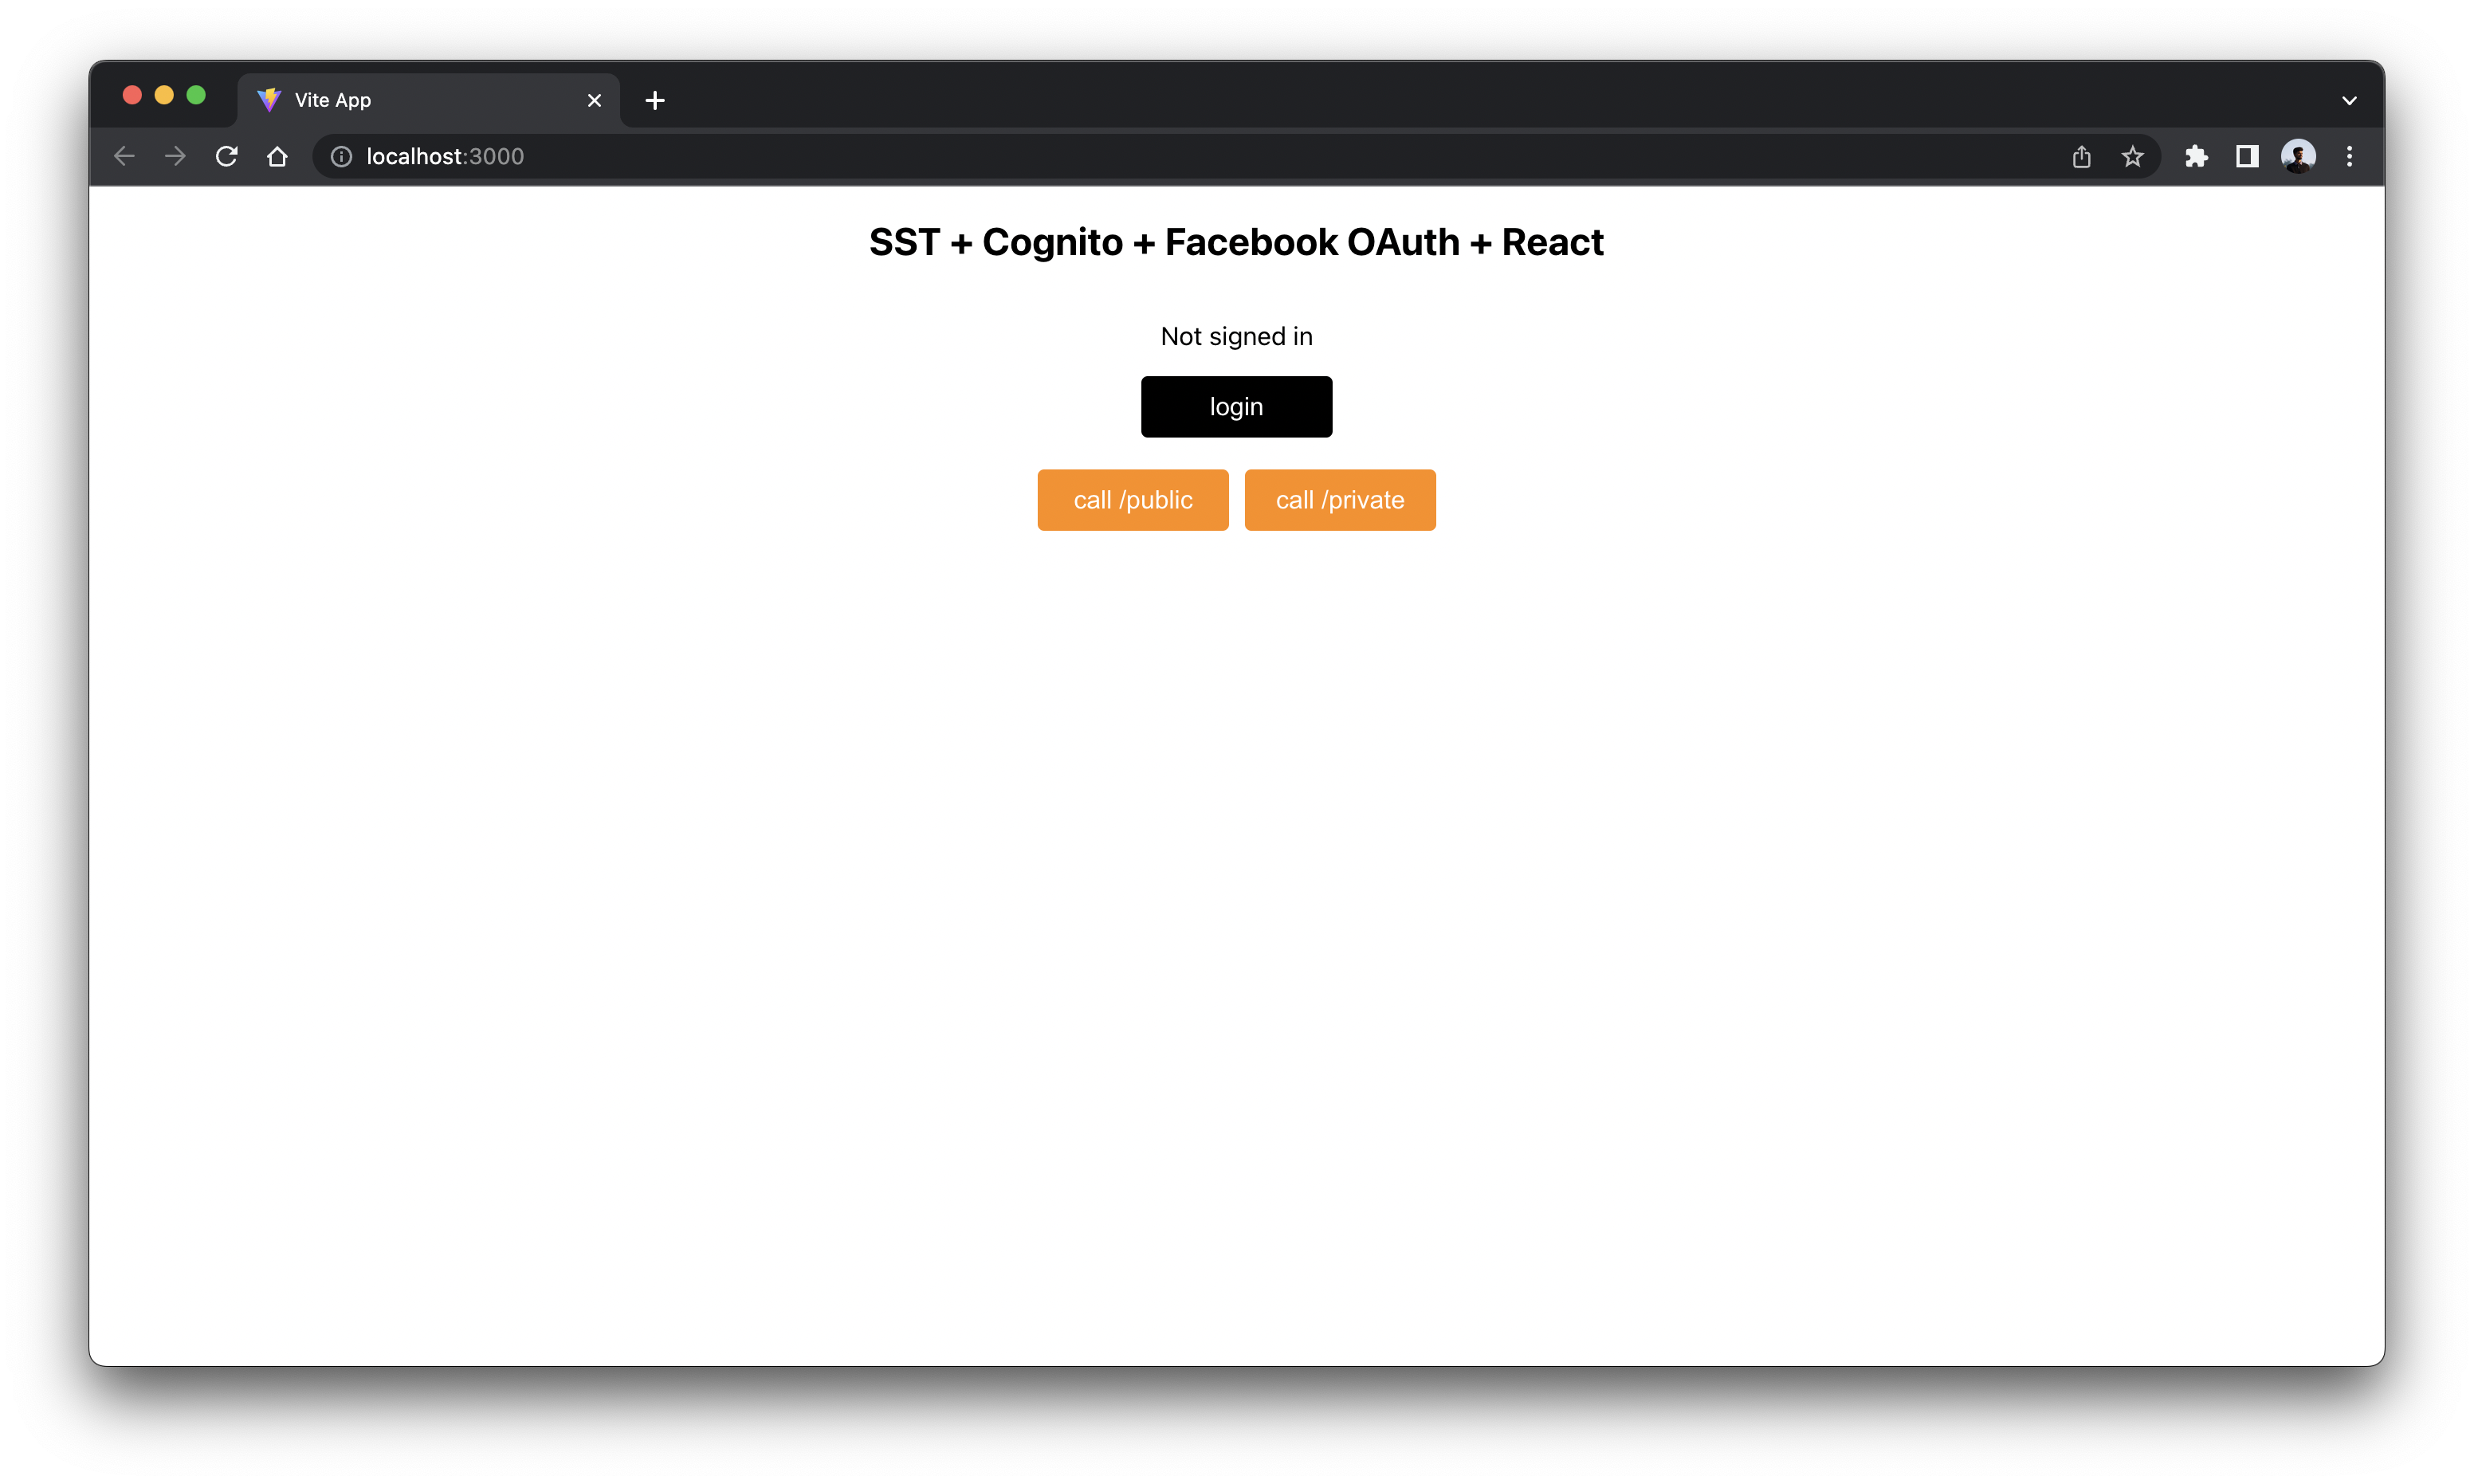 Vite App
localhost:3000
SST + Cognito + Facebook OAuth + React
Not signed in
login
call /public call /private